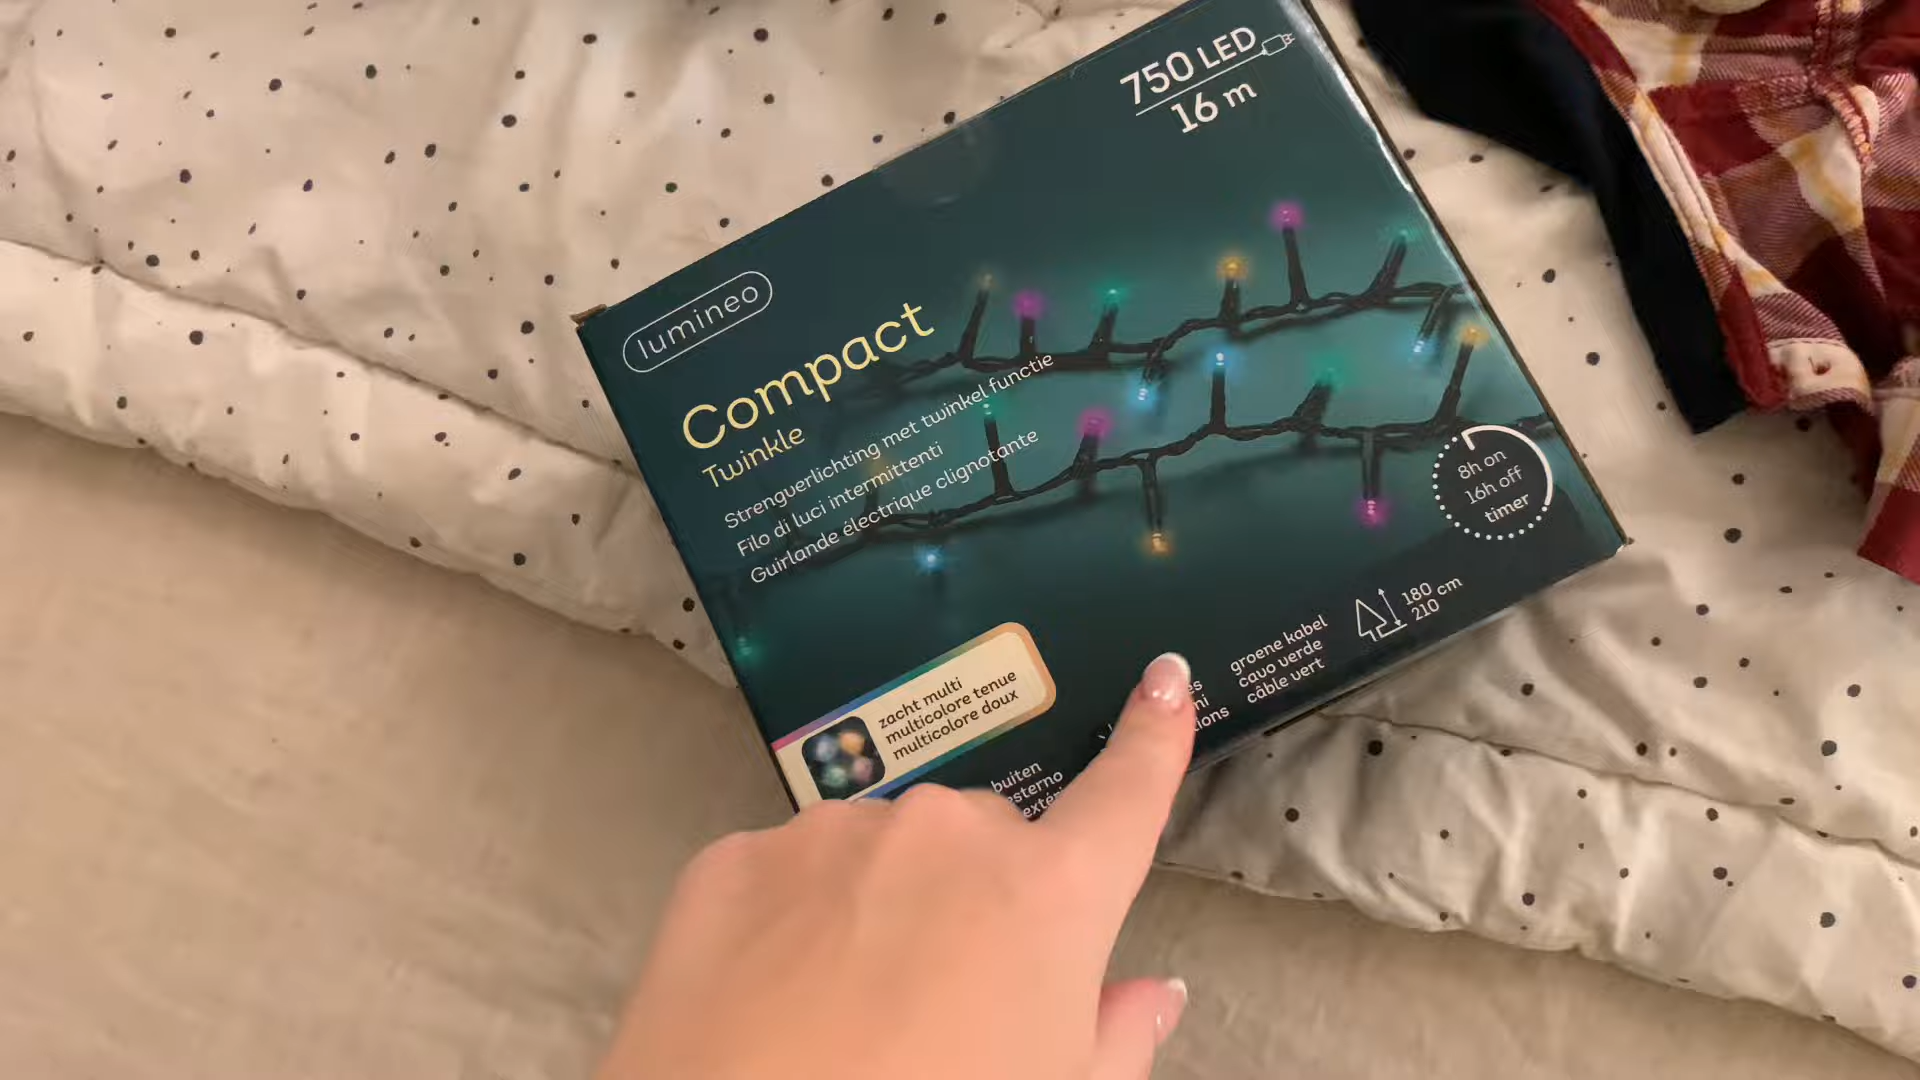 750 LED
16 m
lumineo
Compact
Twinkle
Strengverlichting met twinkel functie
Filo di luci intermittenti
Guirlande électrique clignotante
8h on
16h off
timer
180 cm
210
groene kabel
cavo verde
câble vert
zacht multi
multicolore tenue
multicolore doux
buiten
esterno